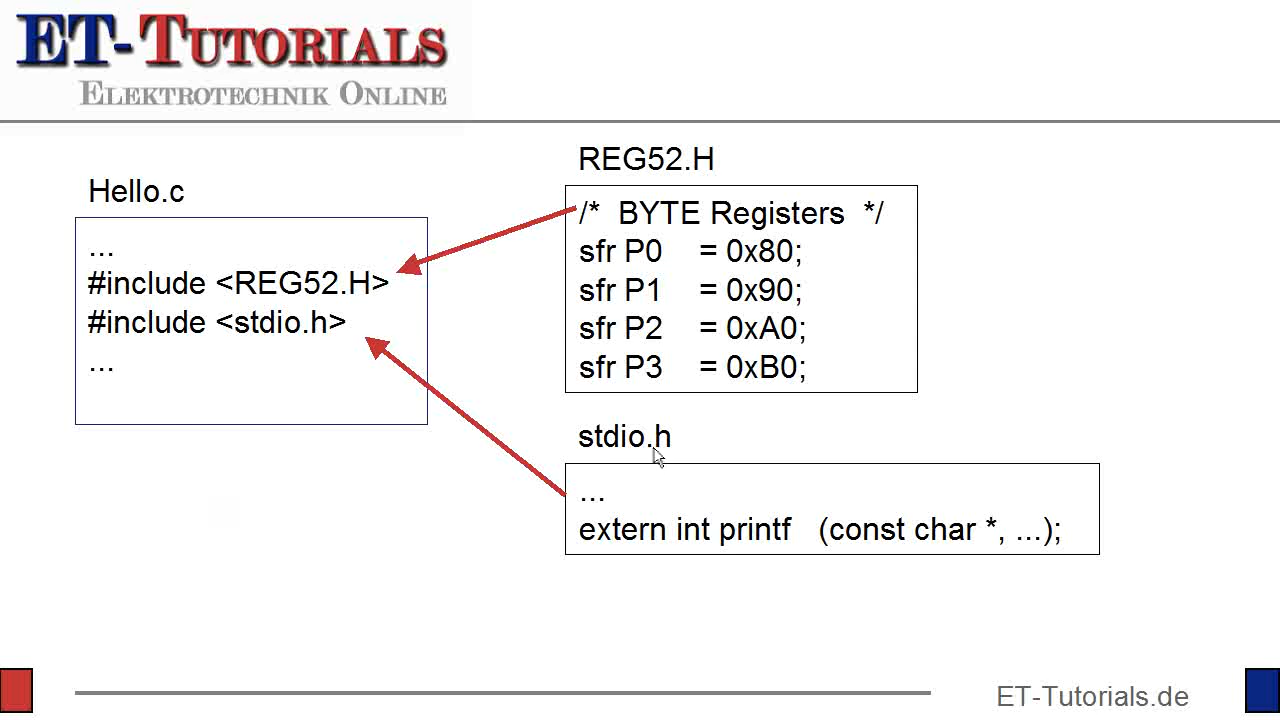 ET-TUTORIALS
ELEKTROTECHNIK ONLINE
Hello.c
...
#include <REG52.H>
#include <stdio.h>
...
REG52.H
/*  BYTE Registers  */
sfr P0    = 0x80;
sfr P1    = 0x90;
sfr P2    = 0xA0;
sfr P3    = 0xB0;
stdio.h
...
extern int printf   (const char *, ...);
ET-Tutorials.de